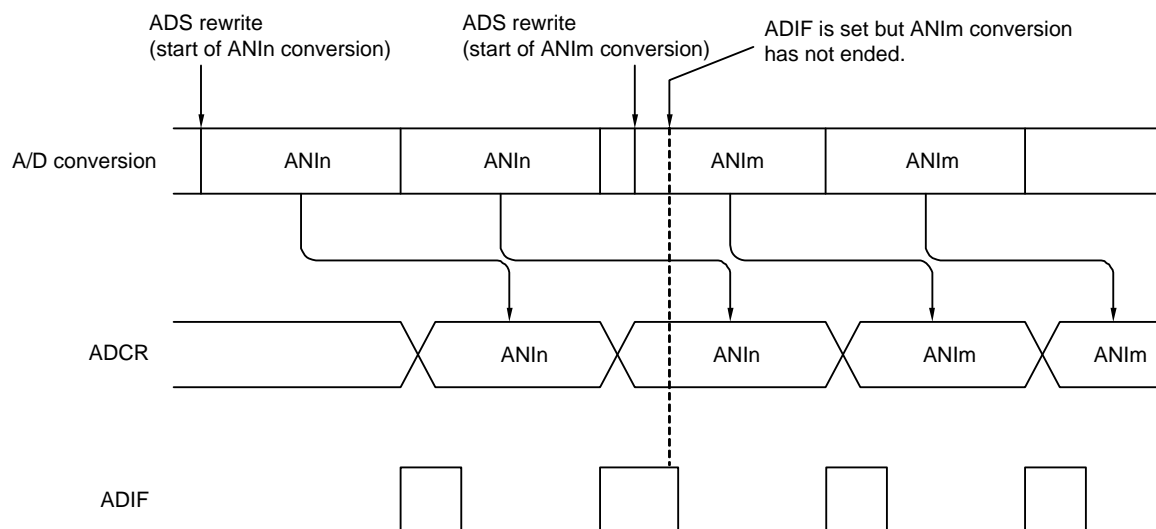 ADS rewrite
(start of ANIn conversion)
ADS rewrite
(start of ANIm conversion)
ADIF is set but ANIm conversion
has not ended.
A/D conversion
ANIn
ANIn
ANIm
ANIm
ADCR
ANIn
ANIn
ANIm
ANIm
ADIF